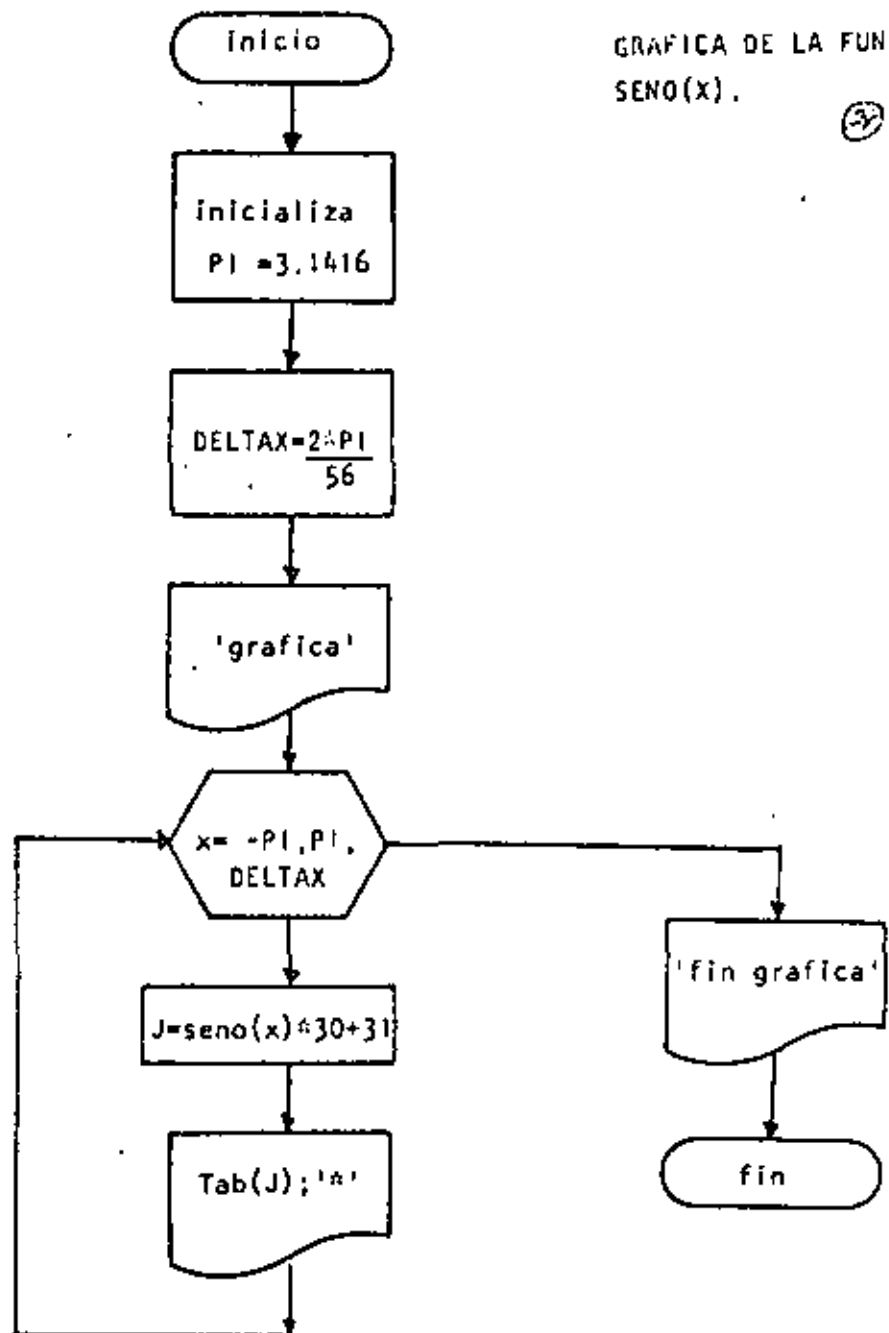 GRAFICA DE LA FUN
SENO(X).
inicio
inicializa
PI =3.1416
DELTAX=2*PI
56
'grafica'
x= -PI,PI,
DELTAX
J=seno(x)*30+31
Tab(J);'*'
'fin grafica'
fin